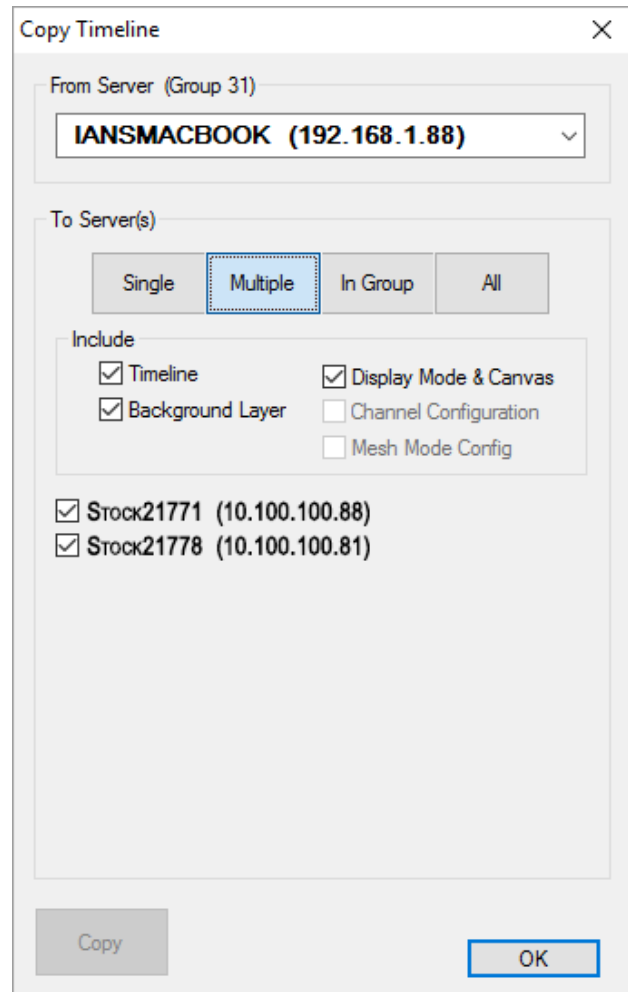 Copy Timeline
From Server (Group 31)
IANSMACBOOK (192.168.1.88)
To Server(s)
Single Multiple In Group All
Include
Timeline Display Mode & Canvas
Background Layer Channel Configuration
Mesh Mode Config
Stock21771 (10.100.100.88)
Stock21778 (10.100.100.81)
Copy OK